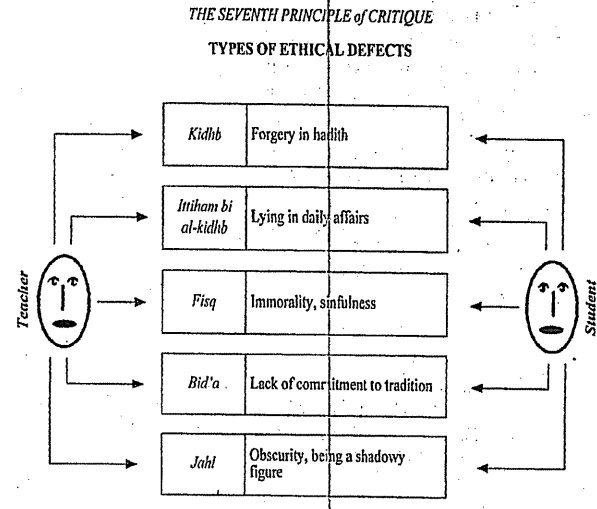 THE SEVENTH PRINCIPLE of CRITIQUE
TYPES OF ETHICAL DEFECTS
Kidhb
Forgery in hadith
Ittiham bi
al-kidhb
Lying in daily affairs
Fisq
Immorality, sinfulness
Bid'a
Lack of commitment to tradition
Jahl
Obscurity, being a shadowy
figure
Teacher
Student